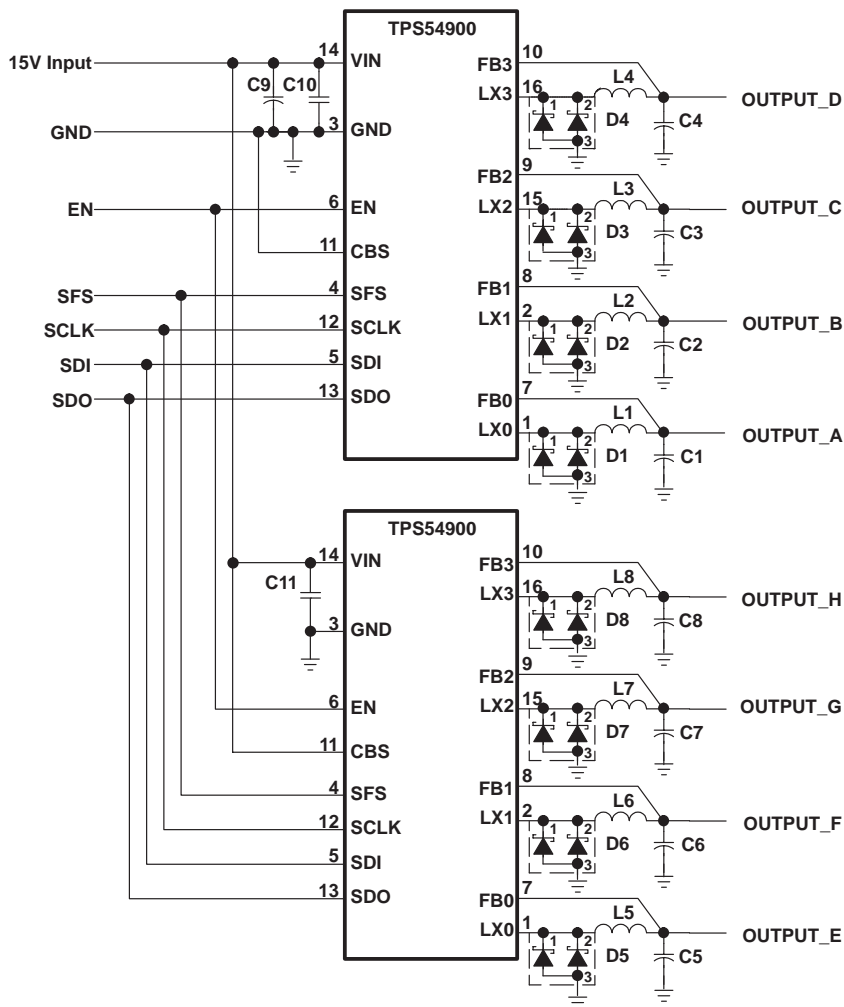 TPS54900
15V Input
14 VIN
C9 C10
GND
3 GND
EN
6 EN
11 CBS
SFS
4 SFS
SCLK
12 SCLK
SDI
5 SDI
SDO
13 SDO
FB3 10
LX3 16
1 2 3
D4
L4
C4
OUTPUT_D
FB2 9
LX2 15
1 2 3
D3
L3
C3
OUTPUT_C
FB1 8
LX1 2
1 2 3
D2
L2
C2
OUTPUT_B
FB0 7
LX0 1
1 2 3
D1
L1
C1
OUTPUT_A
TPS54900
14 VIN
C11
3 GND
6 EN
11 CBS
4 SFS
12 SCLK
5 SDI
13 SDO
FB3 10
LX3 16
1 2 3
D8
L8
C8
OUTPUT_H
FB2 9
LX2 15
1 2 3
D7
L7
C7
OUTPUT_G
FB1 8
LX1 2
1 2 3
D6
L6
C6
OUTPUT_F
FB0 7
LX0 1
1 2 3
D5
L5
C5
OUTPUT_E